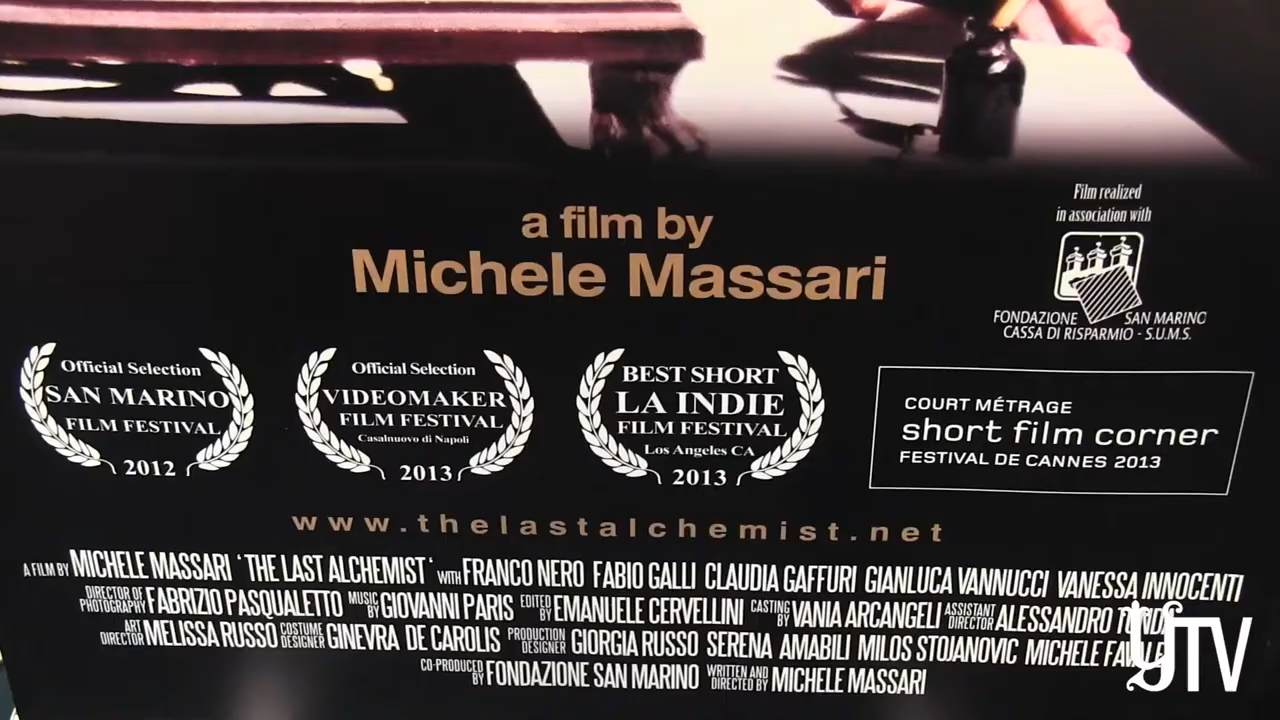 Film realized
in association with
a film by
Michele Massari
FONDAZIONE SAN MARINO
CASSA DI RISPARMIO - S.U.M.S.
Official Selection
SAN MARINO
FILM FESTIVAL
2012
Official Selection
VIDEOMAKER
FILM FESTIVAL
Casalnuovo di Napoli
2013
BEST SHORT
LA INDIE
FILM FESTIVAL
Los Angeles CA
2013
COURT MÉTRAGE
short film corner
FESTIVAL DE CANNES 2013
www.thelastalchemist.net
A FILM BY MICHELE MASSARI ' THE LAST ALCHEMIST ' WITH FRANCO NERO FABIO GALLI CLAUDIA GAFFURI GIANLUCA VANNUCCI VANESSA INNOCENTI
DIRECTOR OF PHOTOGRAPHY FABRIZIO PASQUALETTO MUSIC BY GIOVANNI PARIS EDITED BY EMANUELE CERVELLINI CASTING BY VANIA ARCANGELI ASSISTANT DIRECTOR ALESSANDRO
ART DIRECTOR MELISSA RUSSO COSTUME DESIGNER GINEVRA DE CAROLIS PRODUCTION DESIGNER GIORGIA RUSSO SERENA AMABILI MILOS STOJANOVIC MICHELE
CO-PRODUCED BY FONDAZIONE SAN MARINO WRITTEN AND DIRECTED BY MICHELE MASSARI
YTV